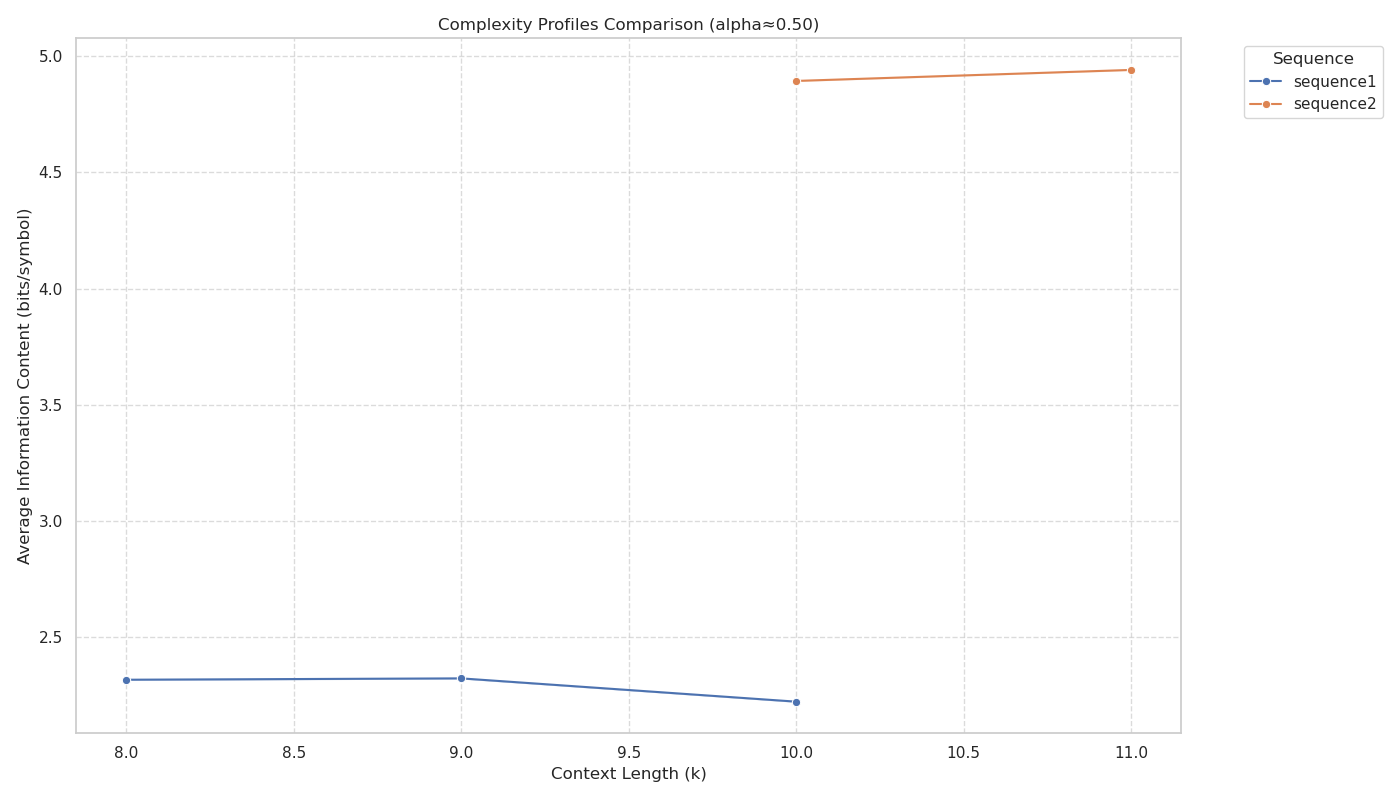 Complexity Profiles Comparison (alpha≈0.50)
Sequence
sequence1
sequence2
Average Information Content (bits/symbol)
5.0
4.5
4.0
3.5
3.0
2.5
8.0 8.5 9.0 9.5 10.0 10.5 11.0
Context Length (k)